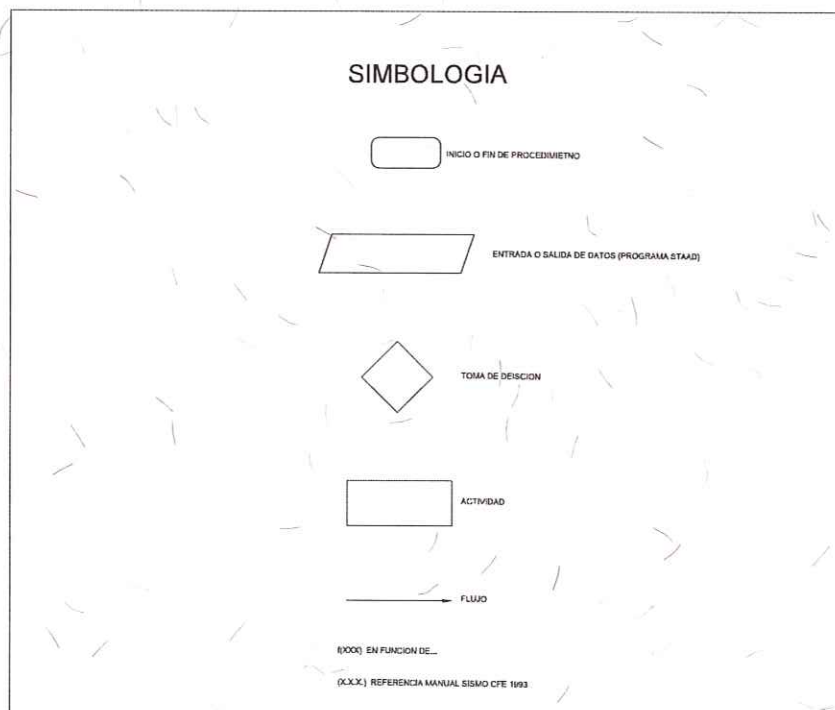 SIMBOLOGIA
INICIO O FIN DE PROCEDIMIETNO
ENTRADA O SALIDA DE DATOS (PROGRAMA STAAD)
TOMA DE DEISCION
ACTIVIDAD
FLUJO
f(XXX) EN FUNCION DE...
(X.X.X.) REFERENCIA MANUAL SISMO CFE 1993